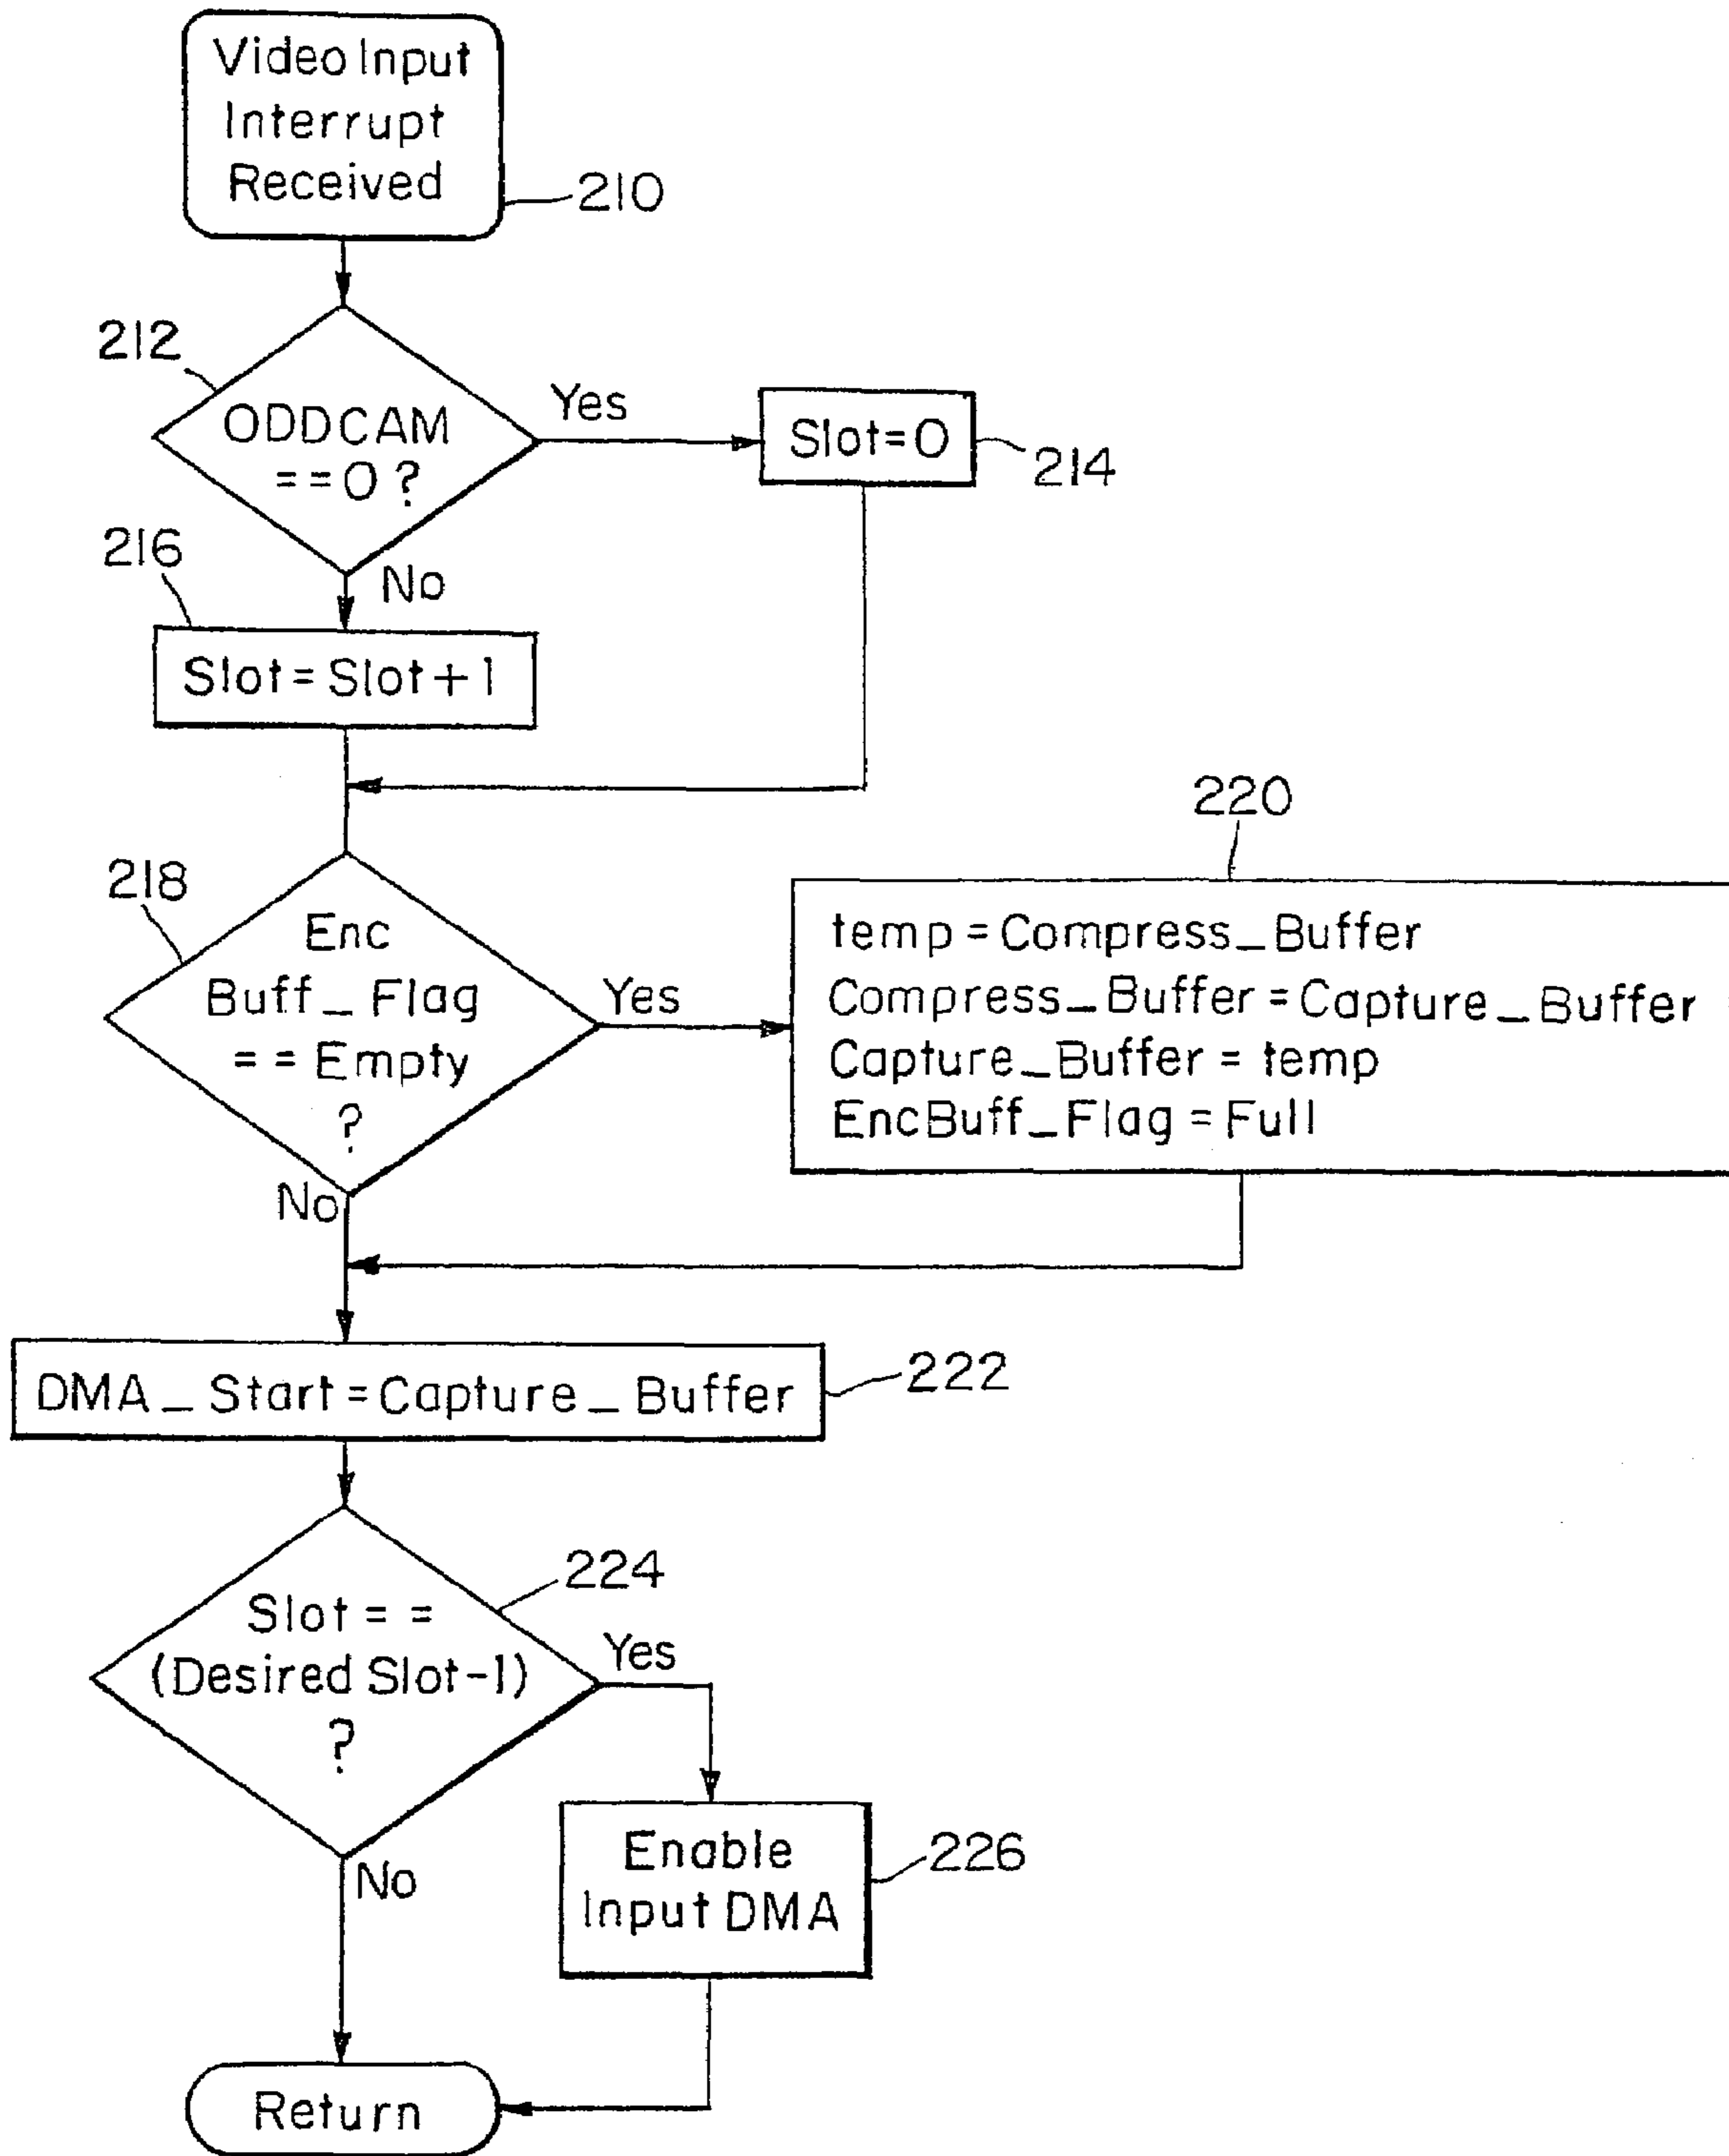 Video Input
Interrupt
Received
210
212
ODDCAM
==0 ?
Yes
Slot=0
214
216
No
Slot = Slot+1
218
Enc
Buff_Flag
== Empty
?
Yes
220
temp = Compress_Buffer
Compress_Buffer = Capture_Buffer
Capture_Buffer = temp
EncBuff_Flag = Full
No
DMA_Start = Capture_Buffer
222
224
Slot ==
(Desired Slot-1)
?
Yes
No
Enable
Input DMA
226
Return